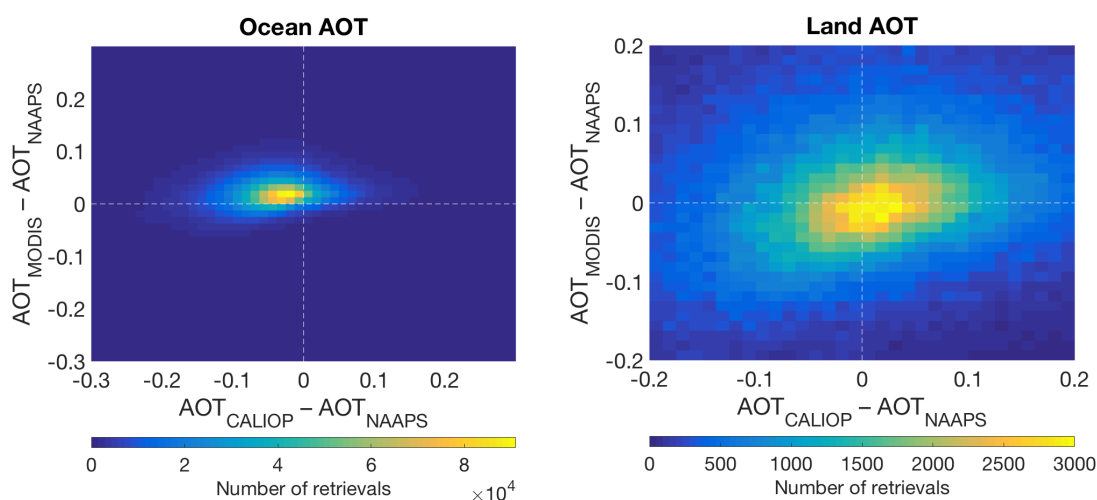 Ocean AOT
AOT_MODIS − AOT_NAAPS
0.2
0.1
0
-0.1
-0.2
-0.3
-0.3 -0.2 -0.1 0 0.1 0.2
AOT_CALIOP − AOT_NAAPS
0 2 4 6 8
Number of retrievals
×10^4
Land AOT
AOT_MODIS − AOT_NAAPS
0.2
0.1
0
-0.1
-0.2
-0.2 -0.1 0 0.1 0.2
AOT_CALIOP − AOT_NAAPS
0 500 1000 1500 2000 2500 3000
Number of retrievals